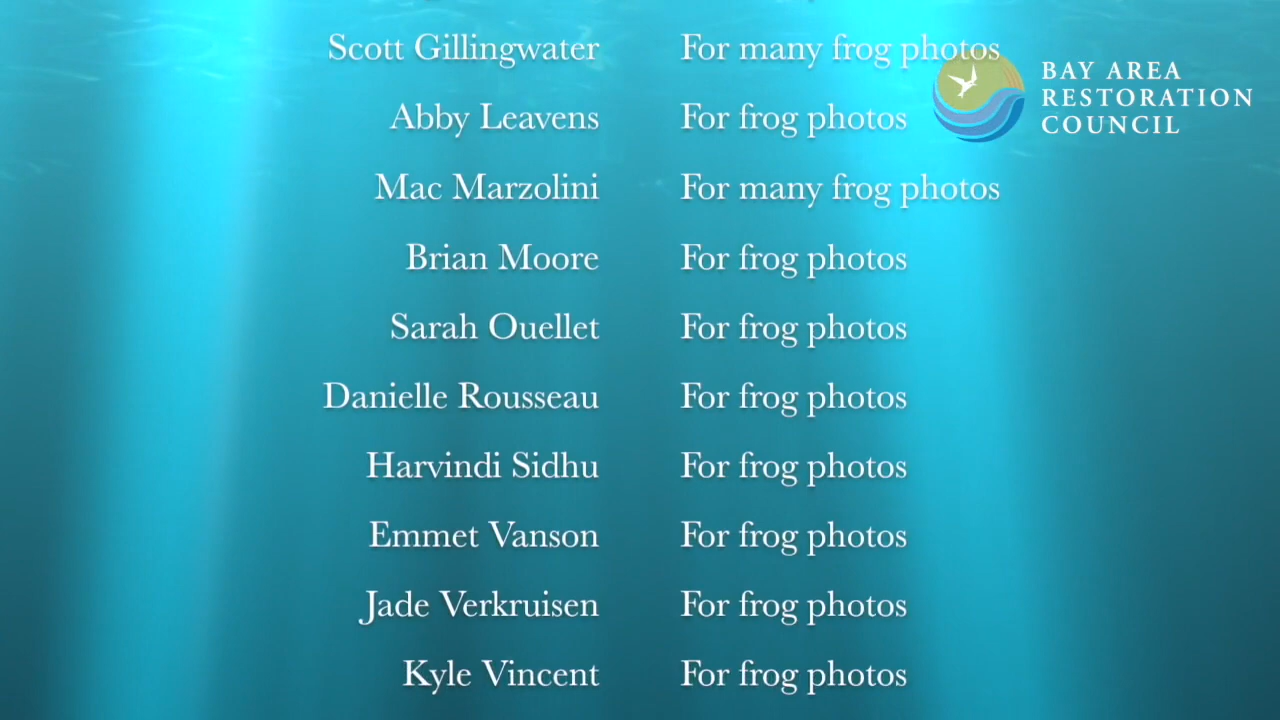 Scott Gillingwater For many frog photos
BAY AREA
RESTORATION
COUNCIL
Abby Leavens For frog photos
Mac Marzolini For many frog photos
Brian Moore For frog photos
Sarah Ouellet For frog photos
Danielle Rousseau For frog photos
Harvindi Sidhu For frog photos
Emmet Vanson For frog photos
Jade Verkruisen For frog photos
Kyle Vincent For frog photos